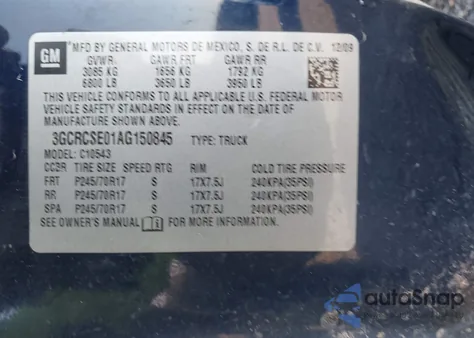 GM
MFD BY GENERAL MOTORS DE MEXICO, S. DE R.L. DE C.V. 12/09
GVWR GAWR FRT GAWR RR
3085 KG 1656 KG 1792 KG
6800 LB 3650 LB 3950 LB
THIS VEHICLE CONFORMS TO ALL APPLICABLE U.S. FEDERAL MOTOR
VEHICLE SAFETY STANDARDS IN EFFECT ON THE DATE OF
MANUFACTURE SHOWN ABOVE.
3GCRCSE01AG150845 TYPE: TRUCK
MODEL: C10543
TIRE SIZE SPEED RTG RIM COLD TIRE PRESSURE
FRT P245/70R17 S 17X7.5J 240KPA(35PSI)
RR P245/70R17 S 17X7.5J 240KPA(35PSI)
SPA P245/70R17 S 17X7.5J 240KPA(35PSI)
SEE OWNER'S MANUAL FOR MORE INFORMATION.
autoSnap